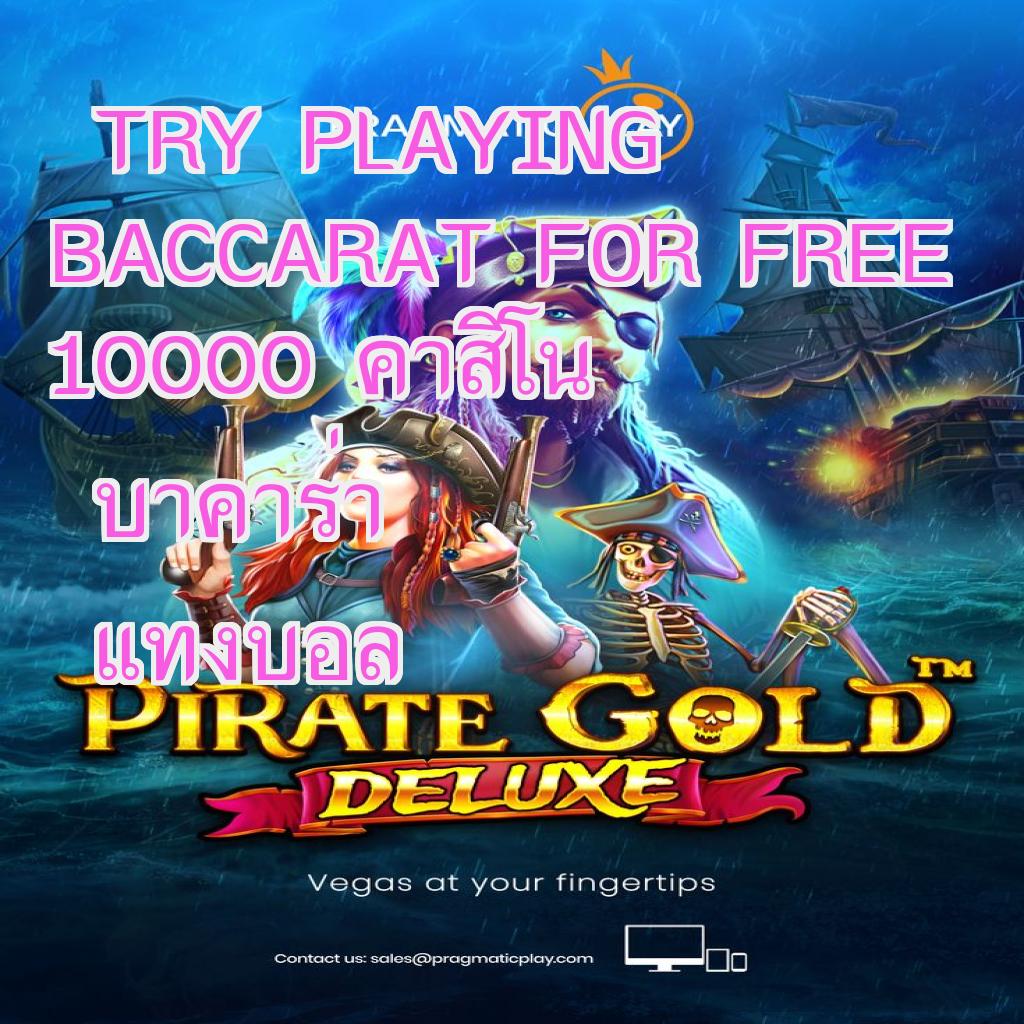 TRY PLAYING
BACCARAT FOR FREE
10000 คาสิโน
บาคาร่า
แทงบอล
PIRATE GOLD™
DELUXE
Vegas at your fingertips
Contact us: sales@pragmaticplay.com